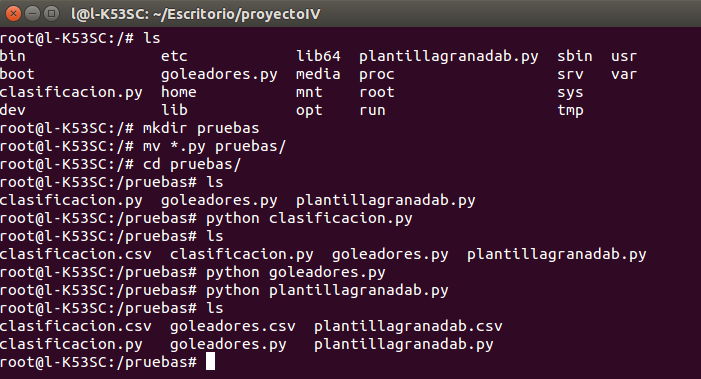 l@l-K53SC: ~/Escritorio/proyectoIV
root@l-K53SC:/# ls
bin etc lib64 plantillagranadab.py sbin usr
boot goleadores.py media proc srv var
clasificacion.py home mnt root sys
dev lib opt run tmp
root@l-K53SC:/# mkdir pruebas
root@l-K53SC:/# mv *.py pruebas/
root@l-K53SC:/# cd pruebas/
root@l-K53SC:/pruebas# ls
clasificacion.py goleadores.py plantillagranadab.py
root@l-K53SC:/pruebas# python clasificacion.py
root@l-K53SC:/pruebas# ls
clasificacion.csv clasificacion.py goleadores.py plantillagranadab.py
root@l-K53SC:/pruebas# python goleadores.py
root@l-K53SC:/pruebas# python plantillagranadab.py
root@l-K53SC:/pruebas# ls
clasificacion.csv goleadores.csv plantillagranadab.csv
clasificacion.py goleadores.py plantillagranadab.py
root@l-K53SC:/pruebas#